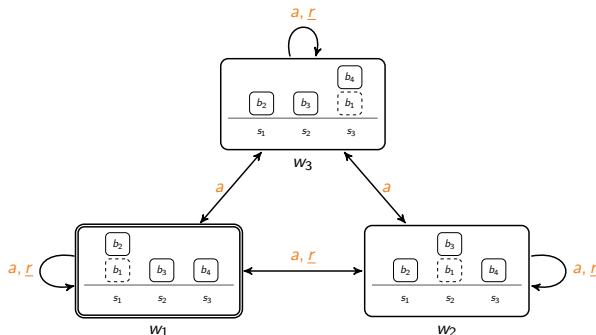 a, r
b₄
b₂ b₃ b₁
s₁ s₂ s₃
w₃
a a
b₂
a, r b₁ b₃ b₄
s₁ s₂ s₃
w₁
a, r
b₃
b₂ b₁ b₄ a, r
s₁ s₂ s₃
w₂